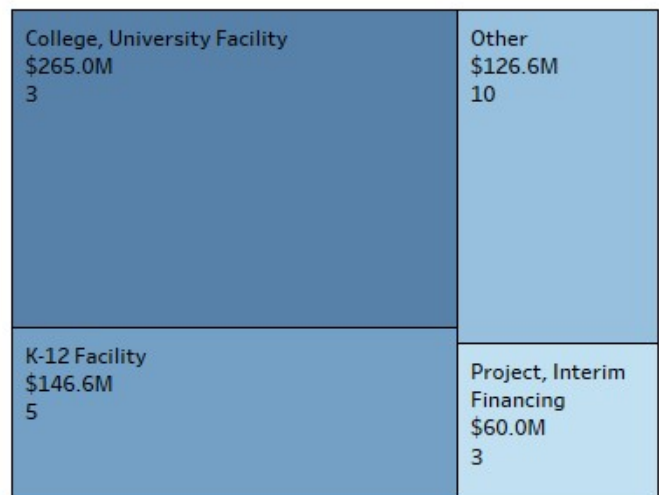 College, University Facility
$265.0M
3
Other
$126.6M
10
K-12 Facility
$146.6M
5
Project, Interim
Financing
$60.0M
3